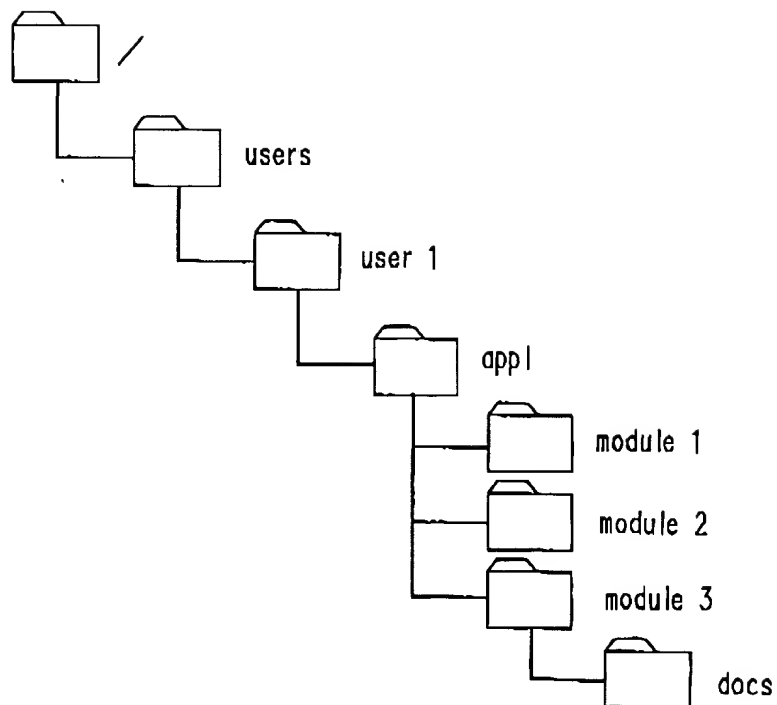 /
users
user 1
appl
module 1
module 2
module 3
docs